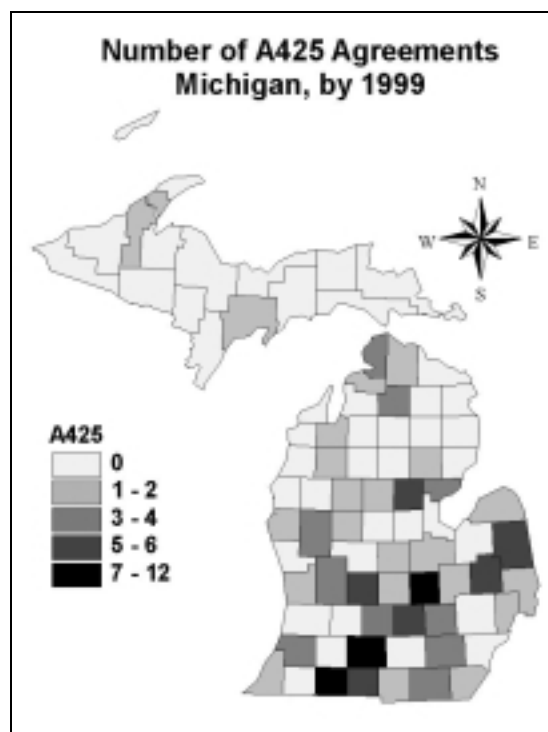 Number of A425 Agreements
Michigan, by 1999
N
W E
S
A425
0
1 - 2
3 - 4
5 - 6
7 - 12